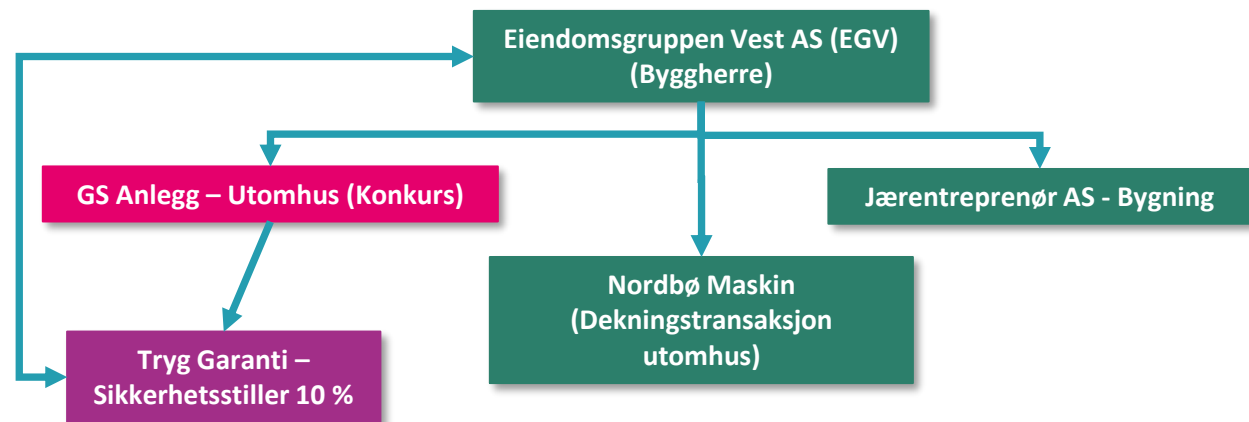 Eiendomsgruppen Vest AS (EGV)
(Byggherre)
GS Anlegg – Utomhus (Konkurs)
Jærentreprenør AS - Bygning
Nordbø Maskin
(Dekningstransaksjon
utomhus)
Tryg Garanti –
Sikkerhetsstiller 10 %